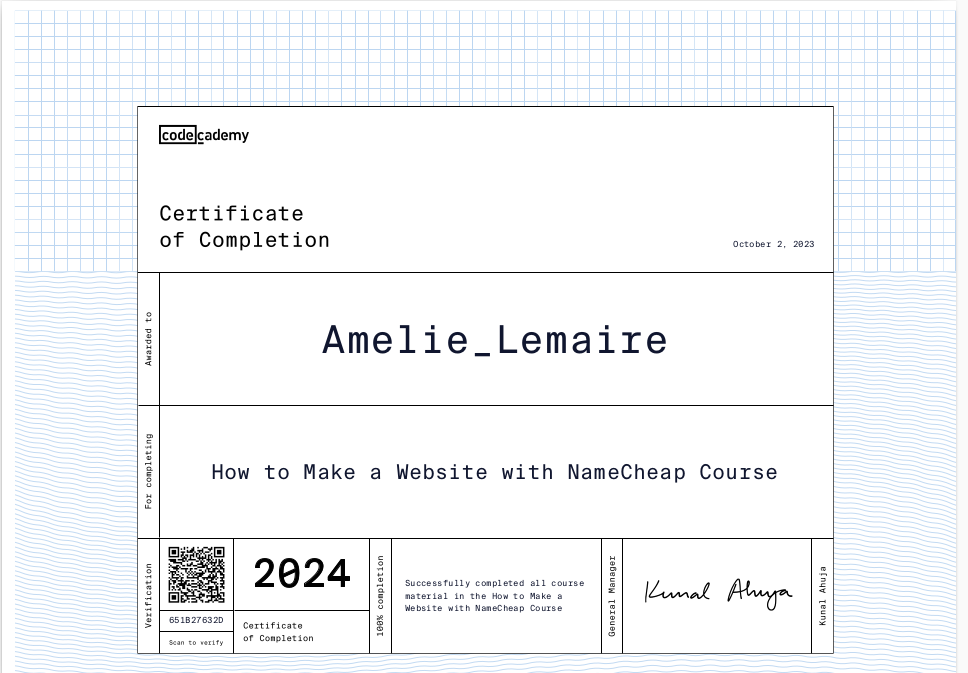 codecademy
Certificate
of Completion
October 2, 2023
Awarded to
Amelie_Lemaire
For completing
How to Make a Website with NameCheap Course
Verification
651B27632D
Scan to verify
2024
Certificate
of Completion
100% completion
Successfully completed all course
material in the How to Make a
Website with NameCheap Course
General Manager
Kunal Ahuja
Kunal Ahuja